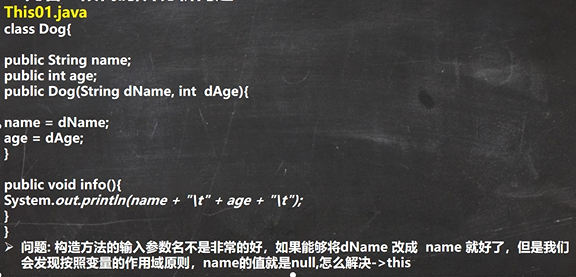 This01.java
class Dog{
public String name;
public int age;
public Dog(String dName, int dAge){
name = dName;
age = dAge;
}
public void info(){
System.out.println(name + "\t" + age + "\t");
}
}
➢ 问题: 构造方法的输入参数名不是非常的好，如果能够将dName 改成 name 就好了，但是我们
会发现按照变量的作用域原则，name的值就是null,怎么解决->this